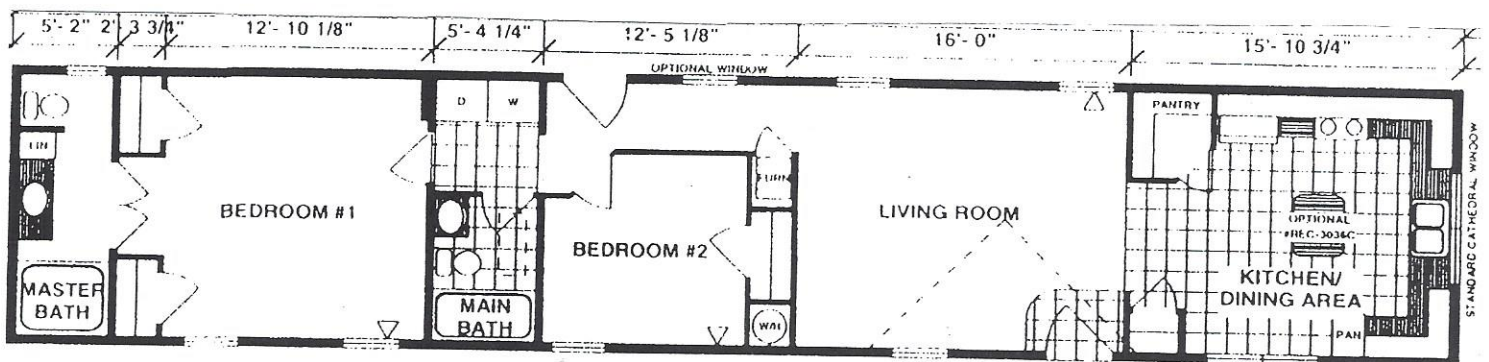 5'- 2" 2'- 3 3/4" 12'- 10 1/8" 5'- 4 1/4" 12'- 5 1/8" 16'- 0" 15'- 10 3/4"
OPTIONAL WINDOW
D W
PANTRY
LIN
FURN
BEDROOM #1
LIVING ROOM
OPTIONAL
#REC-3036C
BEDROOM #2
STANDARD CATHEDRAL WINDOW
KITCHEN/
DINING AREA
MASTER
BATH
MAIN
BATH
W/H
PAN